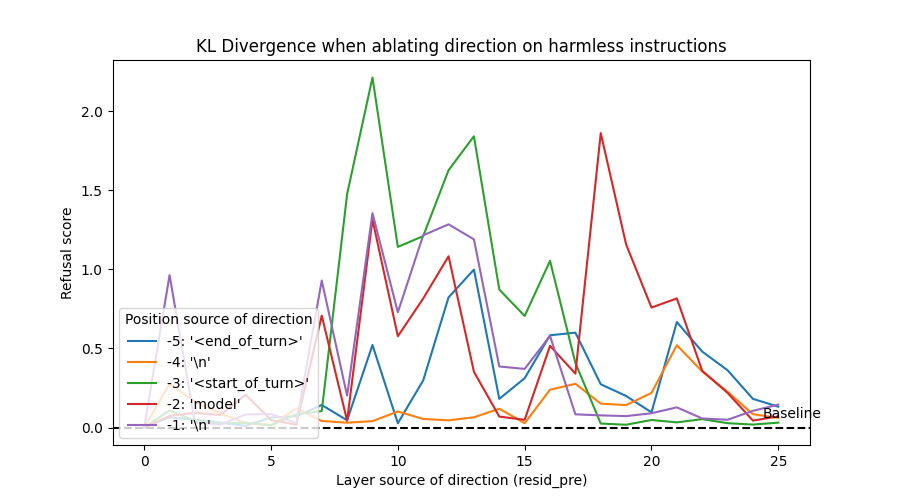 KL Divergence when ablating direction on harmless instructions
Refusal score
2.0
1.5
1.0
0.5
0.0
Position source of direction
-5: '<end_of_turn>'
-4: '\n'
-3: '<start_of_turn>'
-2: 'model'
-1: '\n'
Baseline
0 5 10 15 20 25
Layer source of direction (resid_pre)